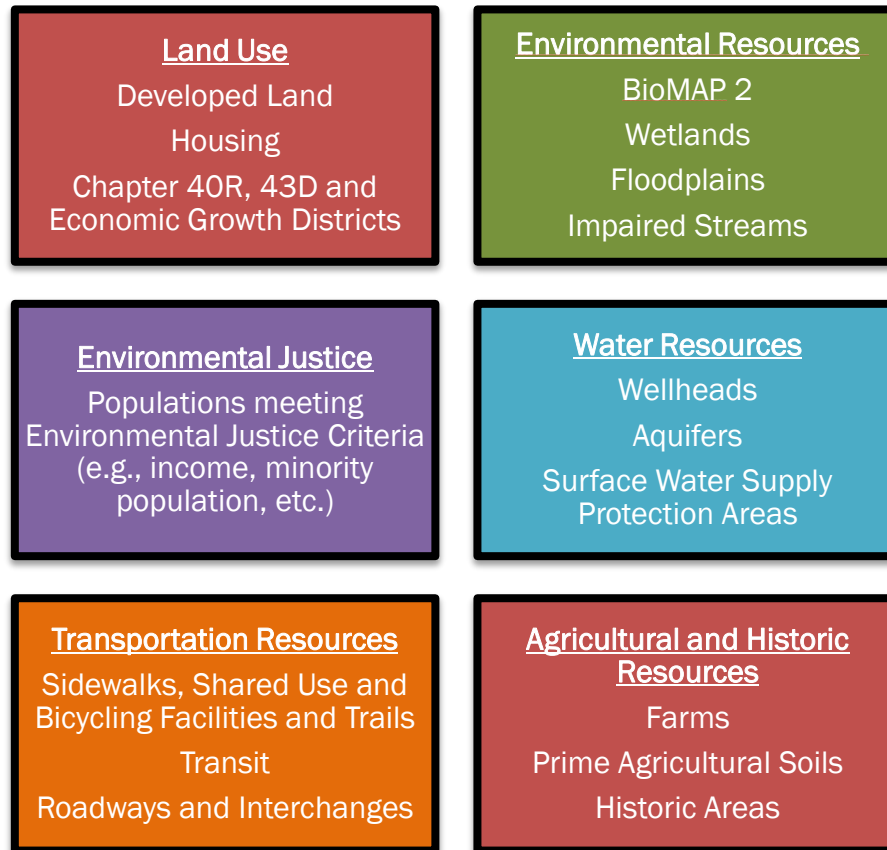 Land Use
Developed Land
Housing
Chapter 40R, 43D and
Economic Growth Districts
Environmental Resources
BioMAP 2
Wetlands
Floodplains
Impaired Streams
Environmental Justice
Populations meeting
Environmental Justice Criteria
(e.g., income, minority
population, etc.)
Water Resources
Wellheads
Aquifers
Surface Water Supply
Protection Areas
Transportation Resources
Sidewalks, Shared Use and
Bicycling Facilities and Trails
Transit
Roadways and Interchanges
Agricultural and Historic
Resources
Farms
Prime Agricultural Soils
Historic Areas